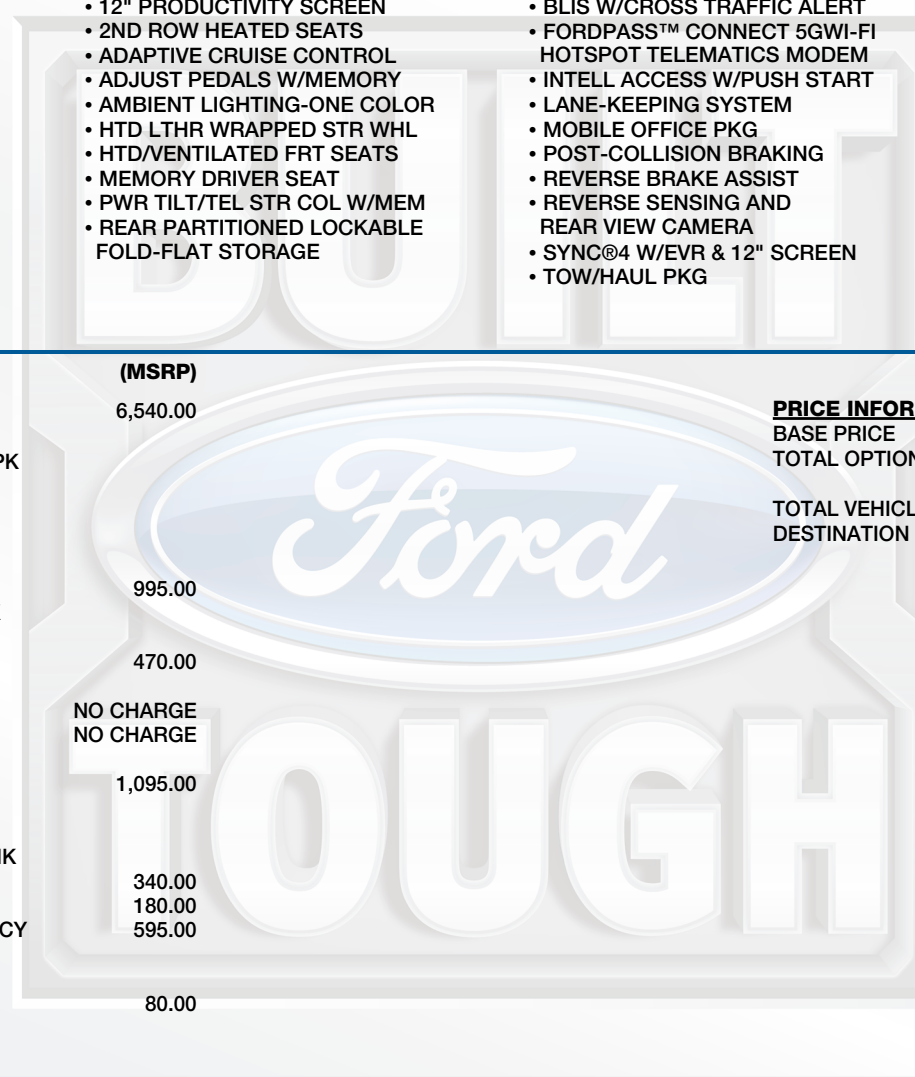 • 12" PRODUCTIVITY SCREEN
• 2ND ROW HEATED SEATS
• ADAPTIVE CRUISE CONTROL
• ADJUST PEDALS W/MEMORY
• AMBIENT LIGHTING-ONE COLOR
• HTD LTHR WRAPPED STR WHL
• HTD/VENTILATED FRT SEATS
• MEMORY DRIVER SEAT
• PWR TILT/TEL STR COL W/MEM
• REAR PARTITIONED LOCKABLE
FOLD-FLAT STORAGE
• BLIS W/CROSS TRAFFIC ALERT
• FORDPASS™ CONNECT 5GWI-FI
HOTSPOT TELEMATICS MODEM
• INTELL ACCESS W/PUSH START
• LANE-KEEPING SYSTEM
• MOBILE OFFICE PKG
• POST-COLLISION BRAKING
• REVERSE BRAKE ASSIST
• REVERSE SENSING AND
REAR VIEW CAMERA
• SYNC®4 W/EVR & 12" SCREEN
• TOW/HAUL PKG
BUILT
(MSRP)
6,540.00
PK
995.00
470.00
NO CHARGE
NO CHARGE
1,095.00
NK
340.00
180.00
CY 595.00
80.00
Ford
TOUGH
PRICE INFOR
BASE PRICE
TOTAL OPTION
TOTAL VEHICL
DESTINATION